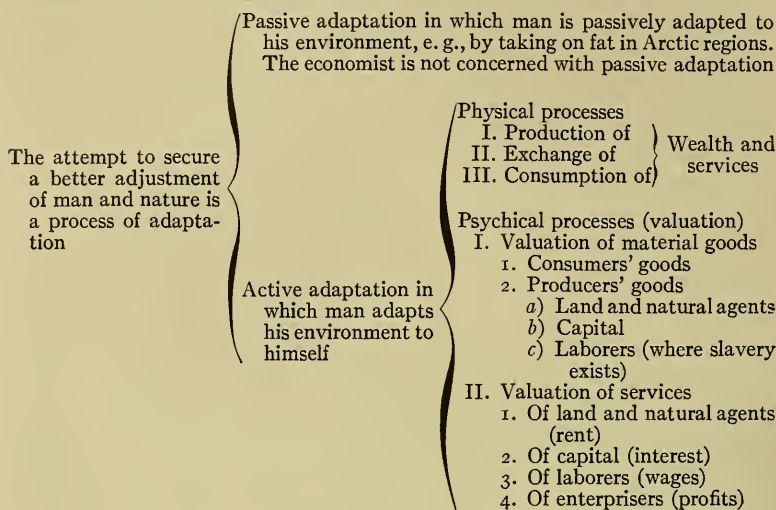 The attempt to secure
a better adjustment
of man and nature is
a process of adapta-
tion
Passive adaptation in which man is passively adapted to
his environment, e. g., by taking on fat in Arctic regions.
The economist is not concerned with passive adaptation
Active adaptation in
which man adapts
his environment to
himself
Physical processes
I. Production of
II. Exchange of
III. Consumption of
Wealth and
services
Psychical processes (valuation)
I. Valuation of material goods
1. Consumers' goods
2. Producers' goods
a) Land and natural agents
b) Capital
c) Laborers (where slavery
exists)
II. Valuation of services
1. Of land and natural agents
(rent)
2. Of capital (interest)
3. Of laborers (wages)
4. Of enterprisers (profits)